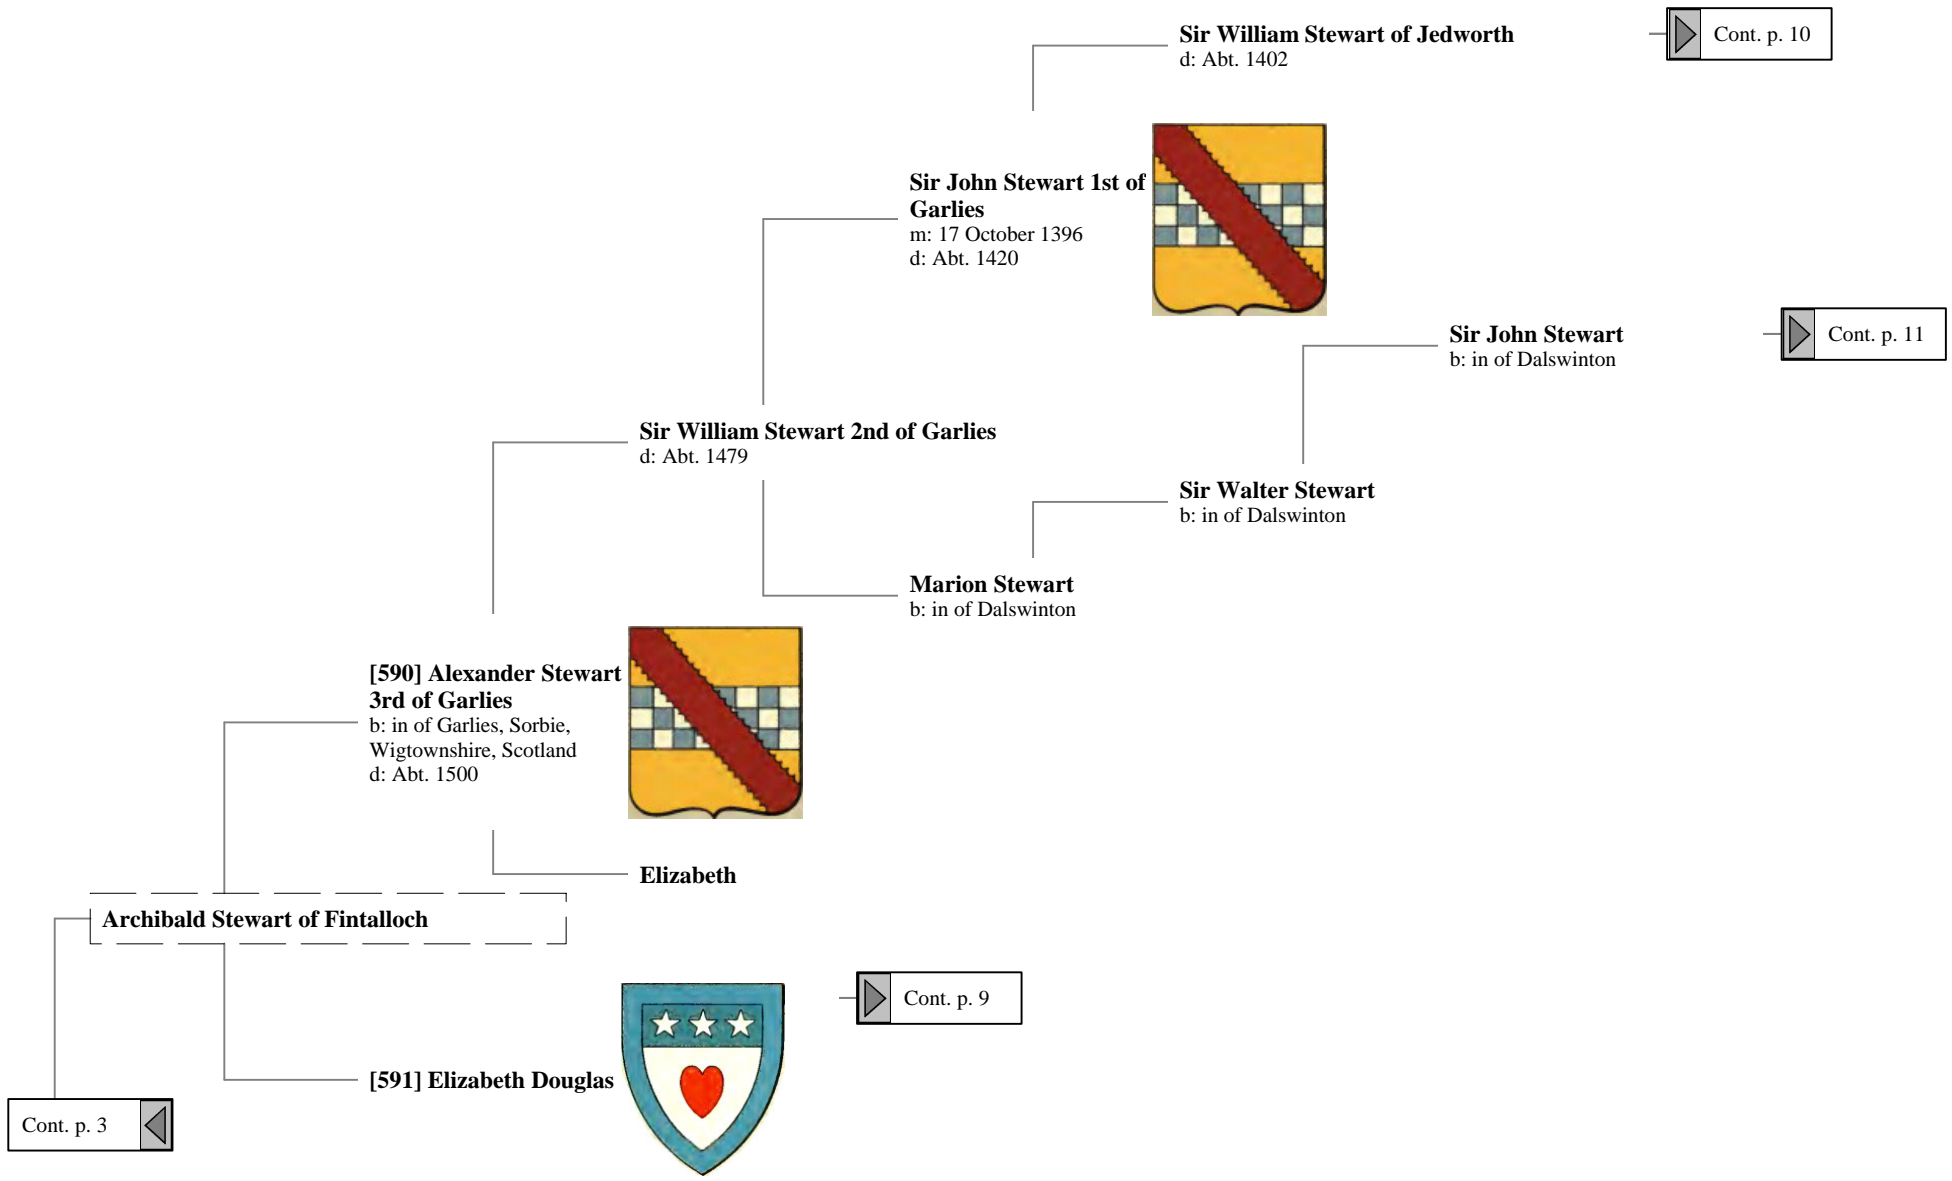 Sir William Stewart of Jedworth
d: Abt. 1402
Cont. p. 10
Sir John Stewart 1st of
Garlies
m: 17 October 1396
d: Abt. 1420
Sir John Stewart
b: in of Dalswinton
Cont. p. 11
Sir William Stewart 2nd of Garlies
d: Abt. 1479
Sir Walter Stewart
b: in of Dalswinton
Marion Stewart
b: in of Dalswinton
[590] Alexander Stewart
3rd of Garlies
b: in of Garlies, Sorbie,
Wigtownshire, Scotland
d: Abt. 1500
Elizabeth
Archibald Stewart of Fintalloch
Cont. p. 9
[591] Elizabeth Douglas
Cont. p. 3